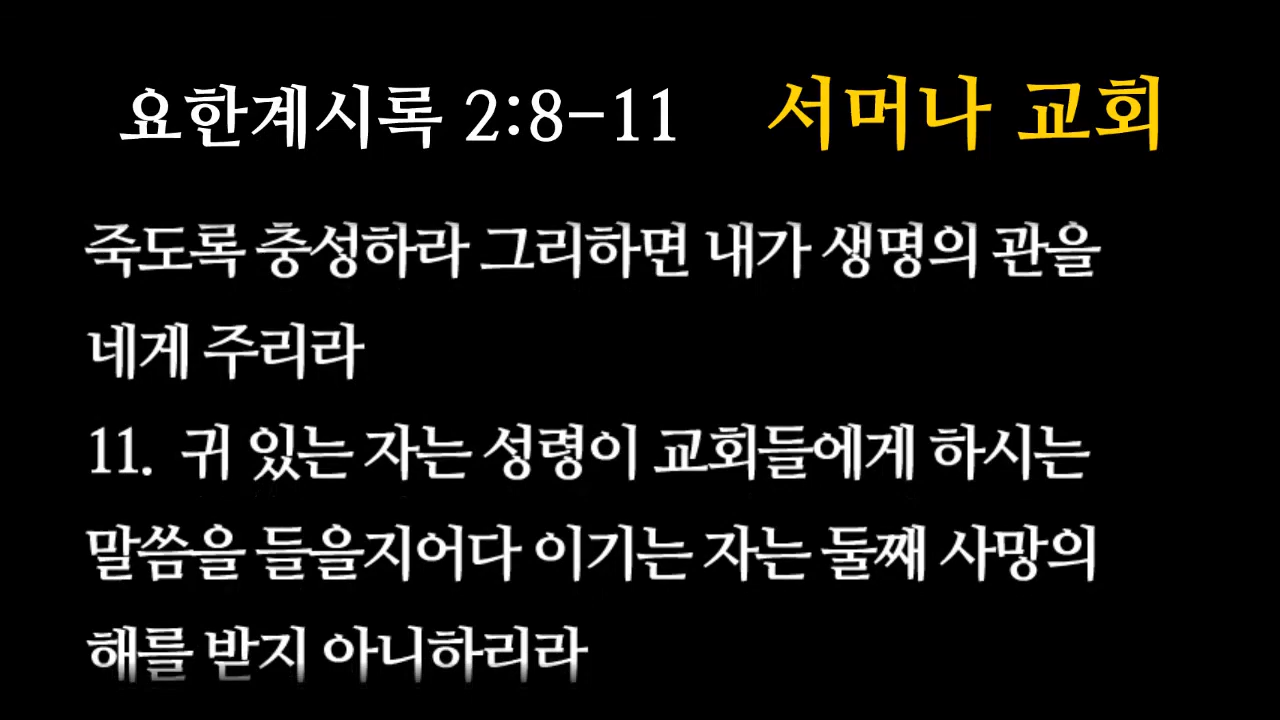 요한계시록 2:8-11 서머나 교회
죽도록 충성하라 그리하면 내가 생명의 관을
네게 주리라
11. 귀 있는 자는 성령이 교회들에게 하시는
말씀을 들을지어다 이기는 자는 둘째 사망의
해를 받지 아니하리라